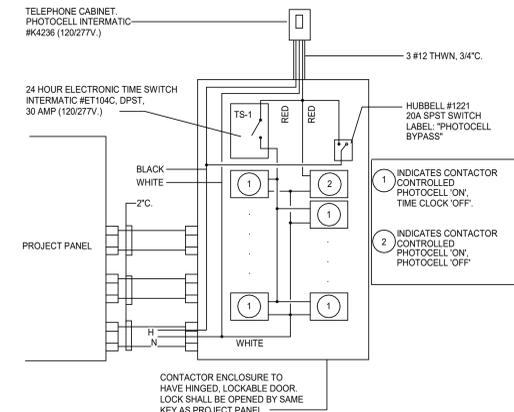 TELEPHONE CABINET.
PHOTOCELL INTERMATIC
#K4236 (120/277V.)
3 #12 THWN, 3/4"C.
24 HOUR ELECTRONIC TIME SWITCH
INTERMATIC #ET104C, DPST,
30 AMP (120/277V.)
TS-1
RED
RED
HUBBELL #1221
20A SPST SWITCH
LABEL: "PHOTOCELL
BYPASS"
BLACK
WHITE
2"C.
PROJECT PANEL
1
2
1
1
1
H
N
WHITE
1
INDICATES CONTACTOR
CONTROLLED
PHOTOCELL 'ON',
TIME CLOCK 'OFF'.
2
INDICATES CONTACTOR
CONTROLLED
PHOTOCELL 'ON',
PHOTOCELL 'OFF'
CONTACTOR ENCLOSURE TO
HAVE HINGED, LOCKABLE DOOR.
LOCK SHALL BE OPENED BY SAME
KEY AS PROJECT PANEL